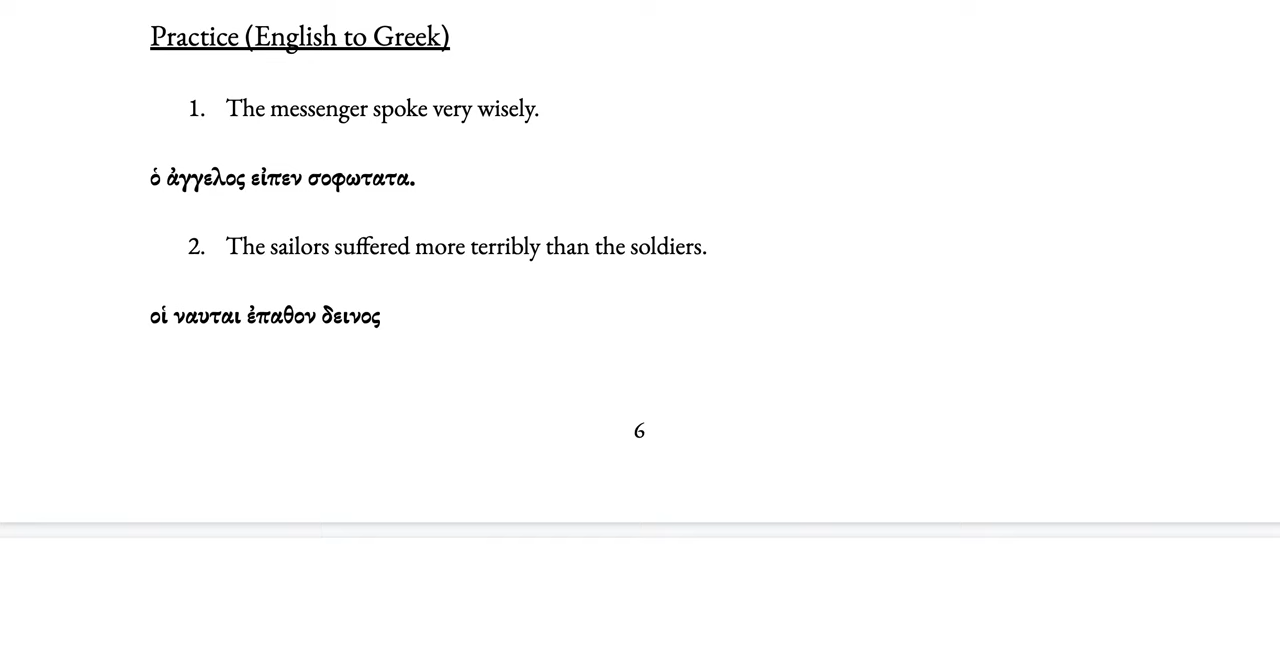 Practice (English to Greek)
1. The messenger spoke very wisely.
ὁ ἀγγελος εἰπεν σοφωτατα.
2. The sailors suffered more terribly than the soldiers.
οἱ ναυται ἐπαθον δεινος
6